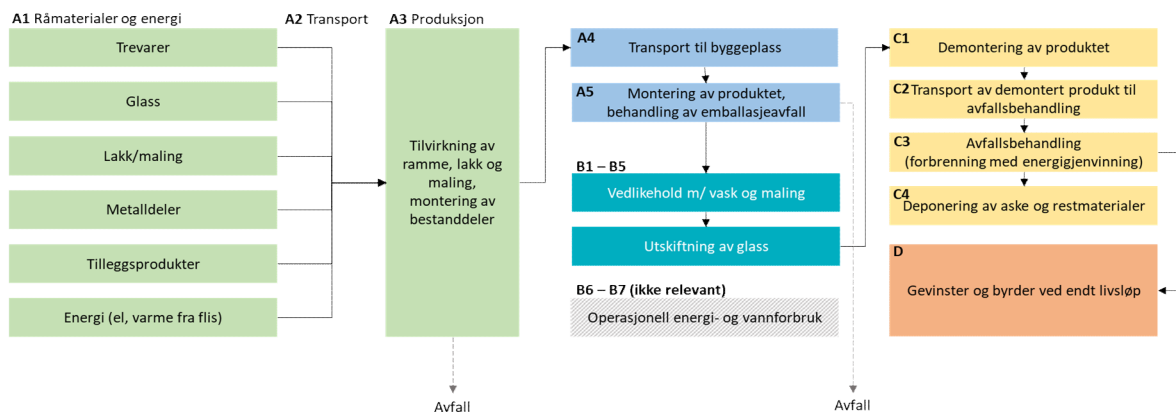 A1 Råmaterialer og energi
Trevarer
Glass
Lakk/maling
Metalldeler
Tilleggsprodukter
Energi (el, varme fra flis)
A2 Transport
A3 Produksjon
Tilvirkning av
ramme, lakk og
maling,
montering av
bestanddeler
Avfall
A4
Transport til byggeplass
A5
Montering av produktet,
behandling av emballasjeavfall
B1 – B5
Vedlikehold m/ vask og maling
Utskiftning av glass
B6 – B7 (ikke relevant)
Operasjonell energi- og vannforbruk
Avfall
C1
Demontering av produktet
C2
Transport av demontert produkt til
avfallsbehandling
C3
Avfallsbehandling
(forbrenning med energigjenvinning)
C4
Deponering av aske og restmaterialer
D
Gevinster og byrder ved endt livsløp